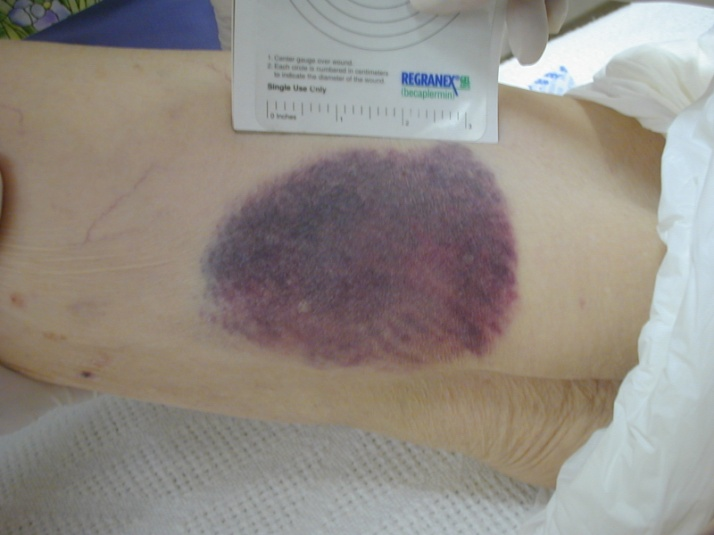 1. Center gauge over wound.
2. Each circle is numbered in centimeters
to indicate the diameter of the wound.
Single Use Only
REGRANEX
(becaplermin)
0 inches 1 2 3